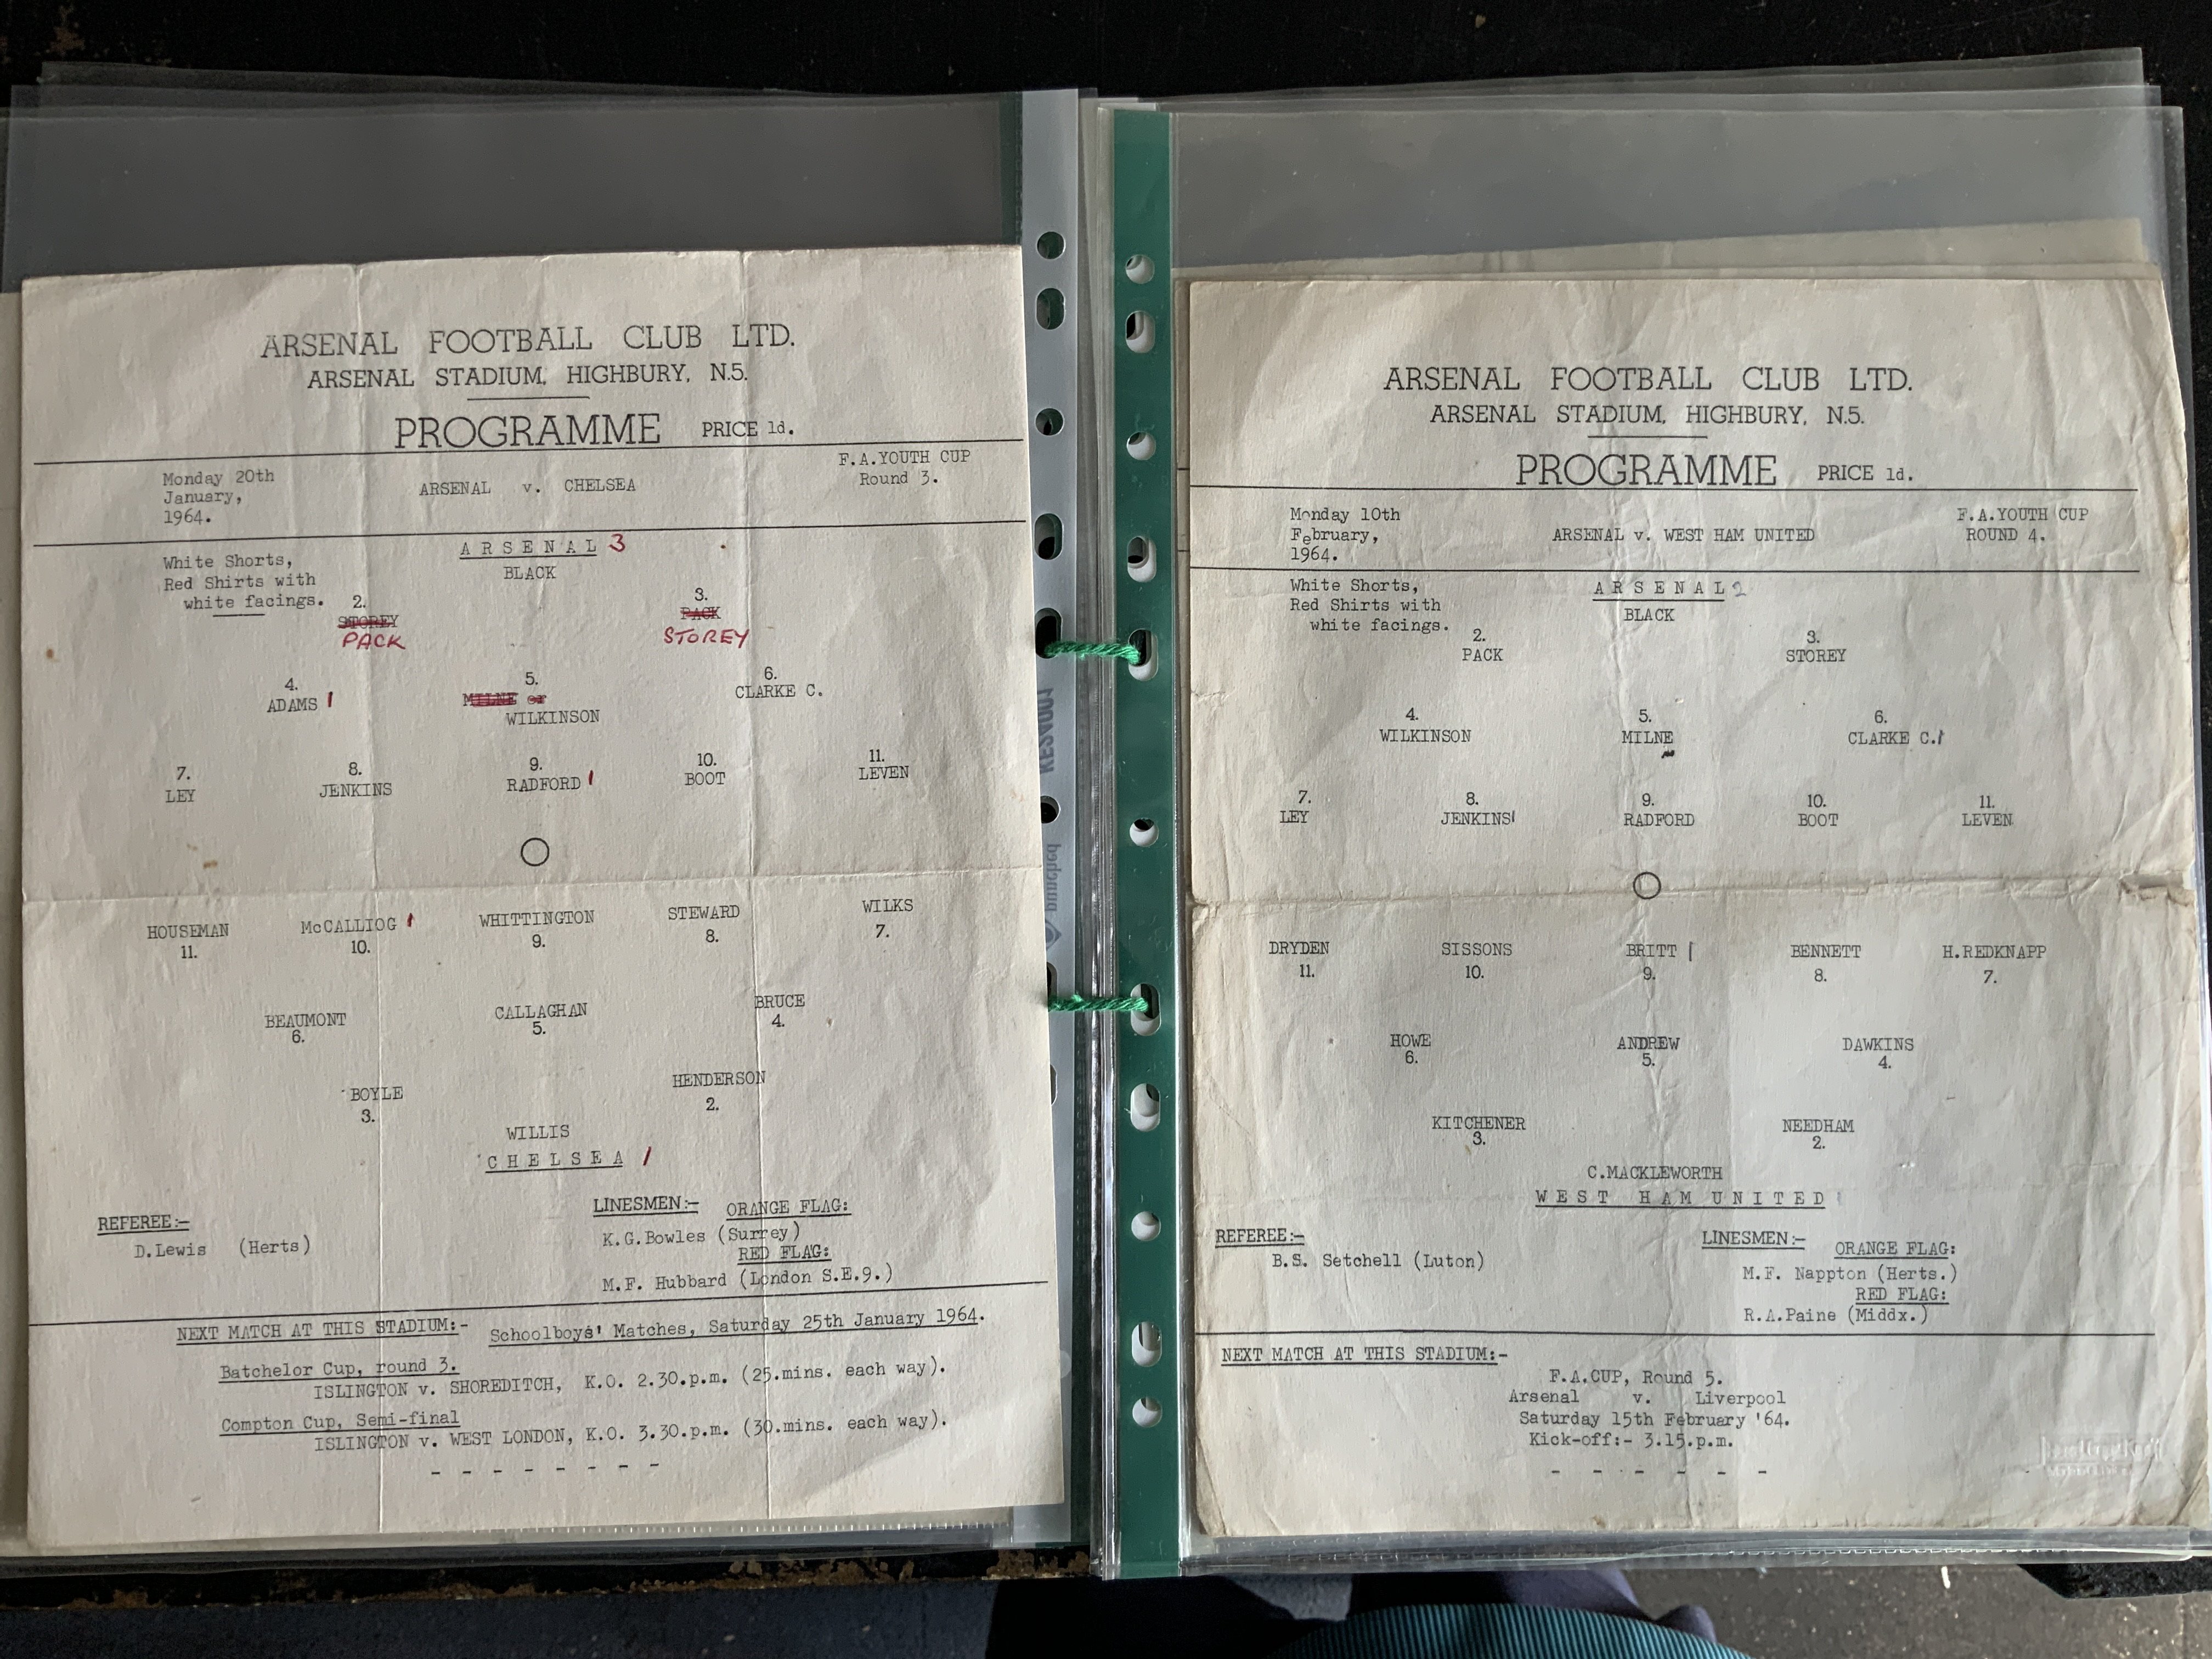 ARSENAL FOOTBALL CLUB LTD.
ARSENAL STADIUM, HIGHBURY, N.5.
PROGRAMME PRICE 1d.
Monday 20th
January,
1964.
ARSENAL v. CHELSEA
F.A.YOUTH CUP
Round 3.
ARSENAL 3
White Shorts,
Red Shirts with
white facings.
BLACK
2. 3.
STOREY PACK
PACK STOREY
4. 5. 6.
ADAMS 1 MILNE or CLARKE C.
WILKINSON
7. 8. 9. 10. 11.
LEY JENKINS RADFORD 1 BOOT LEVEN
HOUSEMAN McCALLIOG 1 WHITTINGTON STEWARD WILKS
11. 10. 9. 8. 7.
BEAUMONT CALLAGHAN BRUCE
6. 5. 4.
BOYLE HENDERSON
3. 2.
WILLIS
CHELSEA 1
REFEREE:-
D.Lewis (Herts)
LINESMEN:- ORANGE FLAG:
K.G.Bowles (Surrey)
RED FLAG:
M.F. Hubbard (London S.E.9.)
NEXT MATCH AT THIS STADIUM:- Schoolboys' Matches, Saturday 25th January 1964.
Batchelor Cup, round 3.
ISLINGTON v. SHOREDITCH, K.O. 2.30.p.m. (25.mins. each way).
Compton Cup, Semi-final
ISLINGTON v. WEST LONDON, K.O. 3.30.p.m. (30.mins. each way).
- - - - - - - -
KE24001
punched
ARSENAL FOOTBALL CLUB LTD.
ARSENAL STADIUM, HIGHBURY, N.5.
PROGRAMME PRICE 1d.
Monday 10th
February,
1964.
ARSENAL v. WEST HAM UNITED
F.A.YOUTH CUP
ROUND 4.
ARSENAL 2
White Shorts,
Red Shirts with
white facings.
BLACK
2. 3.
PACK STOREY
4. 5. 6.
WILKINSON MILNE CLARKE C. 1
7. 8. 9. 10. 11.
LEY JENKINS 1 RADFORD BOOT LEVEN
DRYDEN SISSONS BRITT 1 BENNETT H.REDKNAPP
11. 10. 9. 8. 7.
HOWE ANDREW DAWKINS
6. 5. 4.
KITCHENER NEEDHAM
3. 2.
C.MACKLEWORTH
WEST HAM UNITED 1
REFEREE:-
B.S. Setchell (Luton)
LINESMEN:- ORANGE FLAG:
M.F. Nappton (Herts.)
RED FLAG:
R.A.Paine (Middx.)
NEXT MATCH AT THIS STADIUM:-
F.A.CUP, Round 5.
Arsenal v. Liverpool
Saturday 15th February '64.
Kick-off:- 3.15.p.m.
- - - - - -